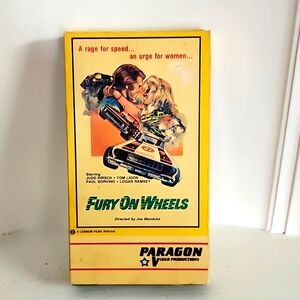 A rage for speed...
an urge for women...
Starring
JUDD HIRSCH • TOM LIGON
PAUL SORVINO • LOGAN RAMSEY
FURY ON WHEELS
Directed by Joe Manduke
A CANNON FILMS Release
PARAGON
VIDEO PRODUCTIONS